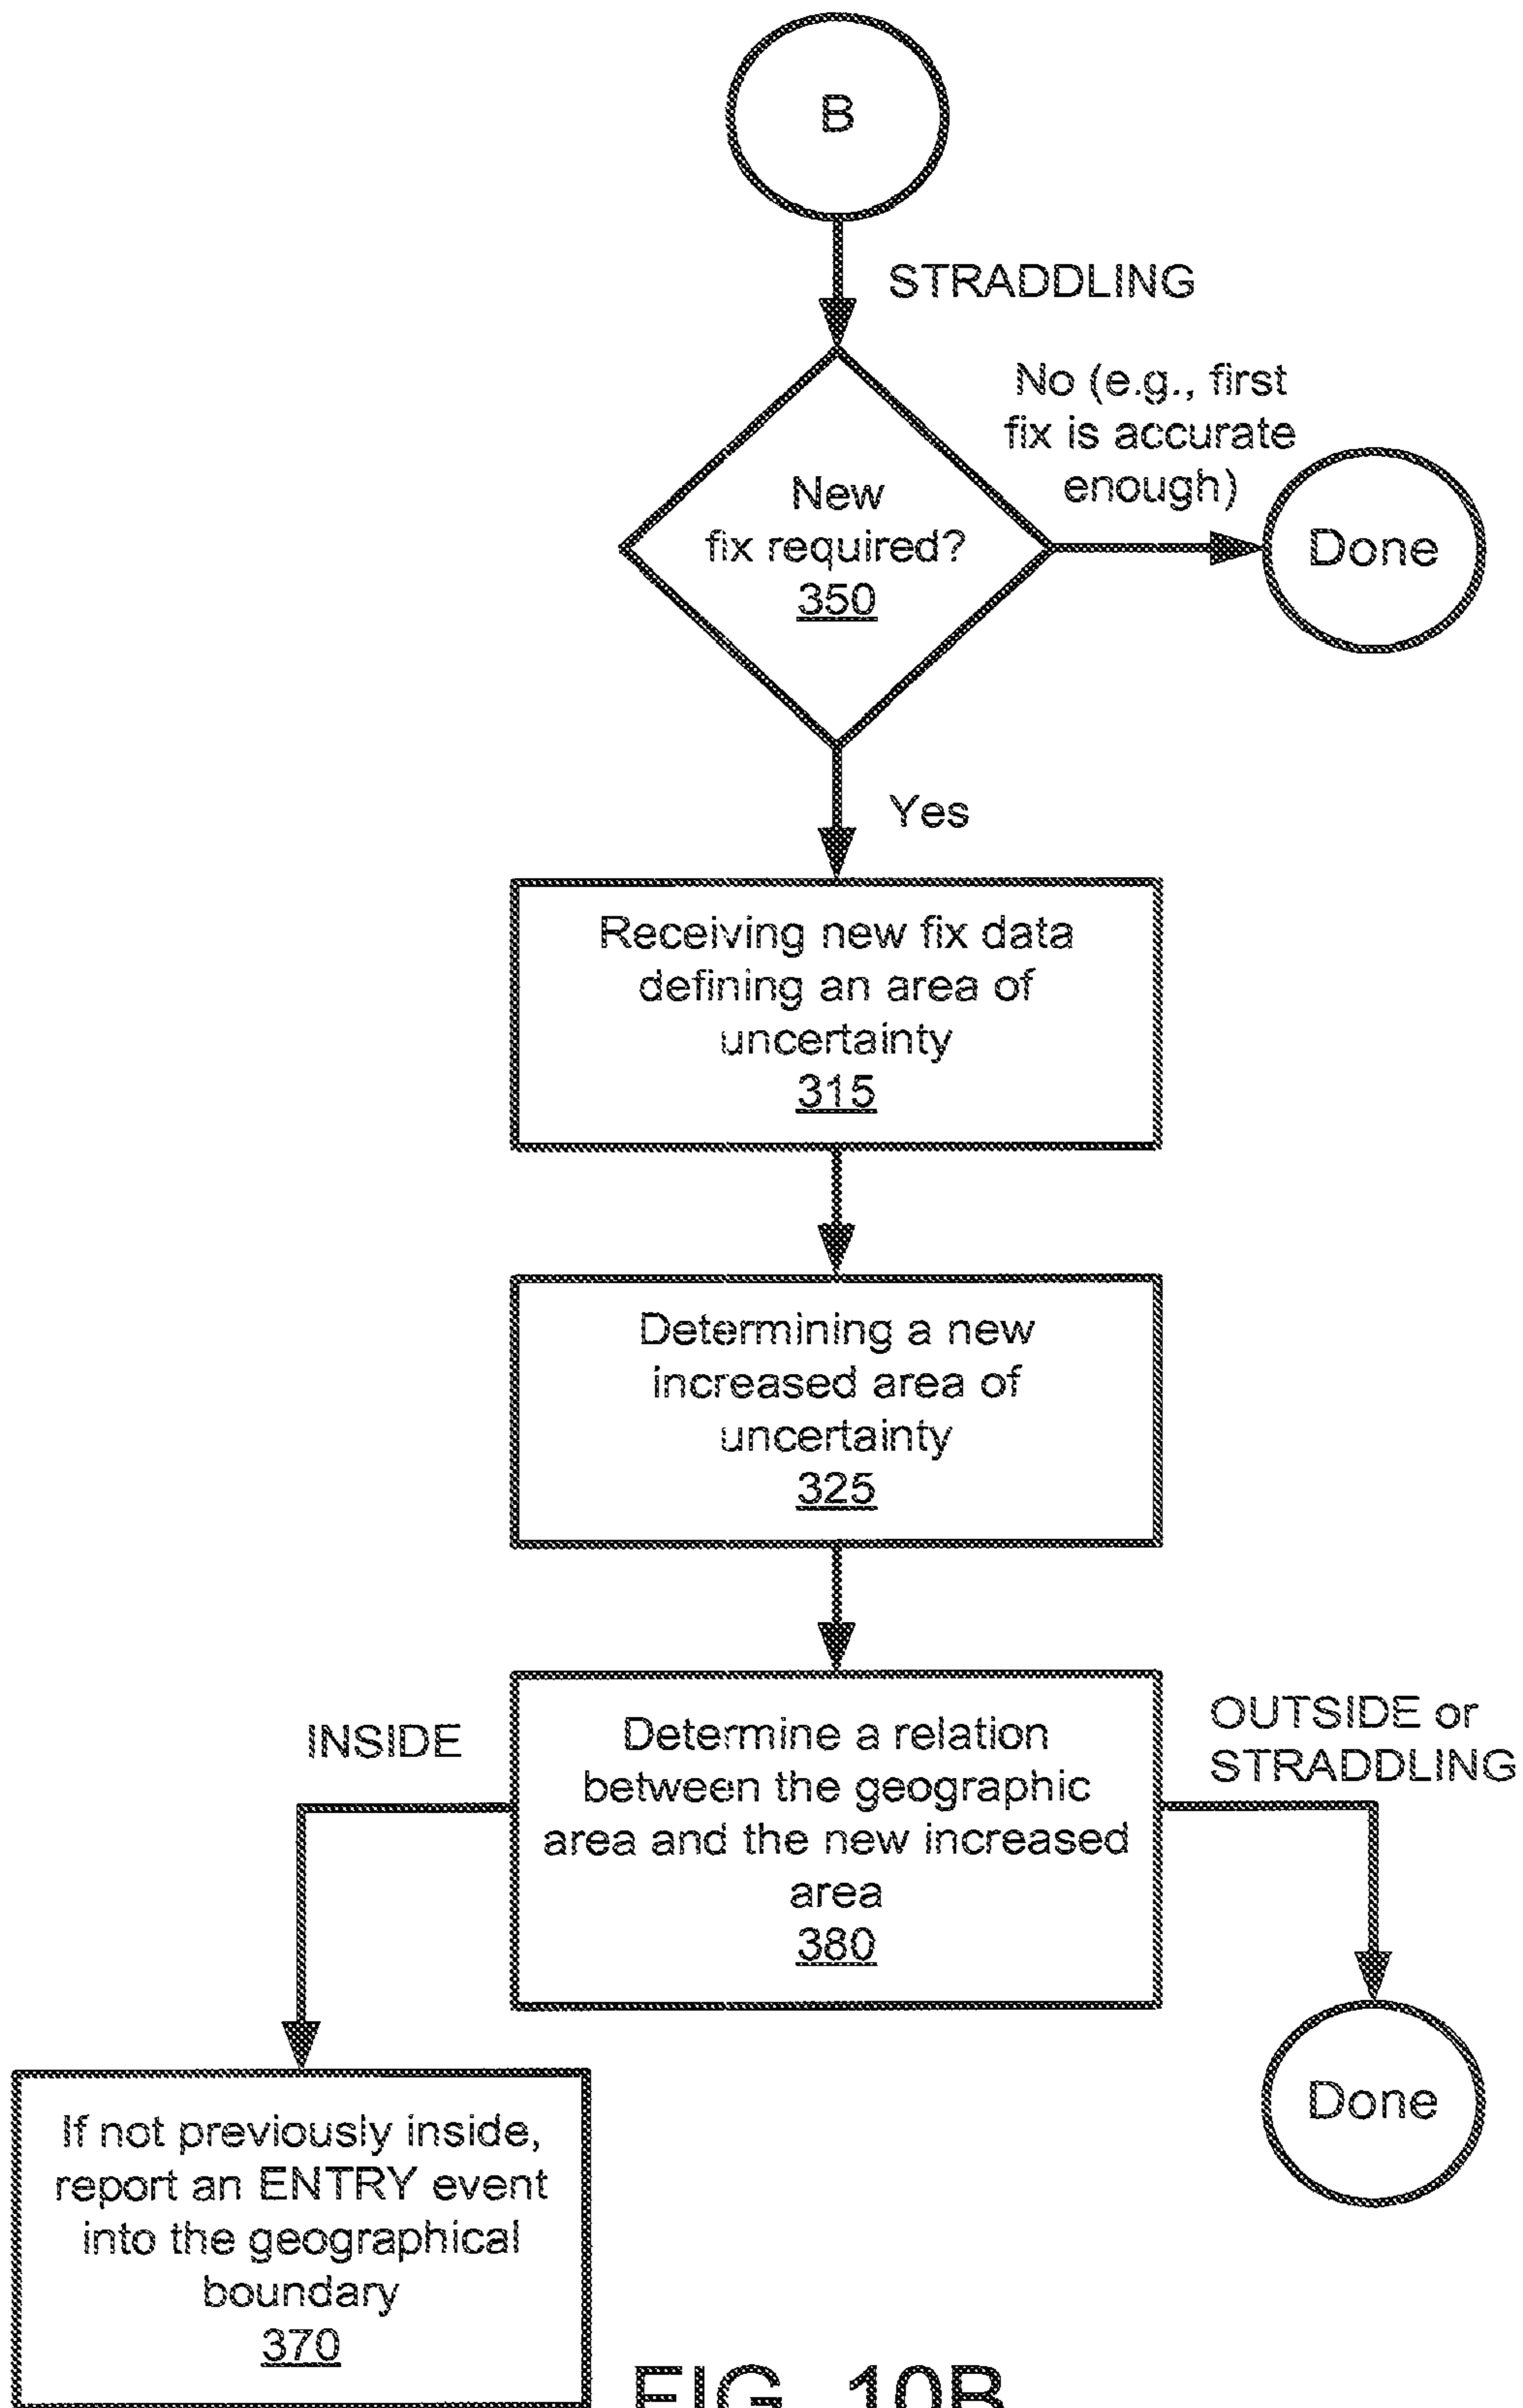 B
STRADDLING
No (e.g., first
fix is accurate
enough)
New
fix required?
350
Done
Yes
Receiving new fix data
defining an area of
uncertainty
315
Determining a new
increased area of
uncertainty
325
INSIDE
Determine a relation
between the geographic
area and the new increased
area
380
OUTSIDE or
STRADDLING
Done
If not previously inside,
report an ENTRY event
into the geographical
boundary
370
FIG. 10B